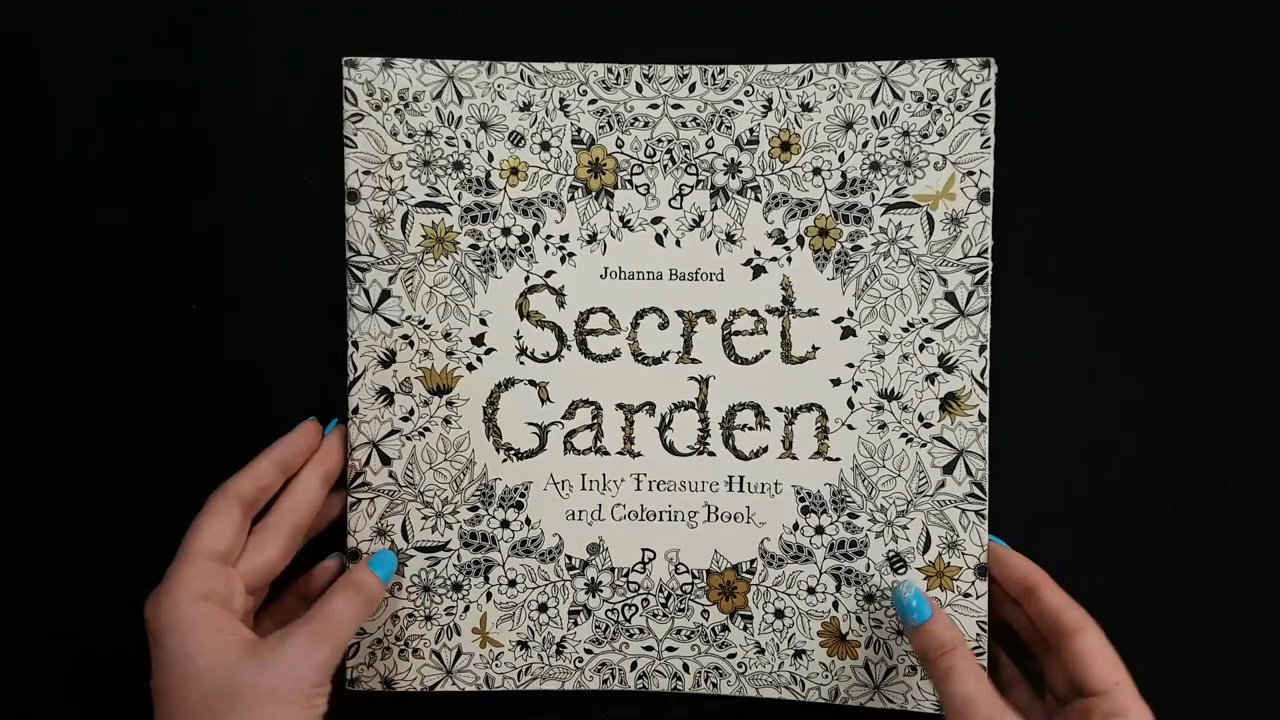 Johanna Basford
Secret
Garden
An Inky Treasure Hunt
and Coloring Book